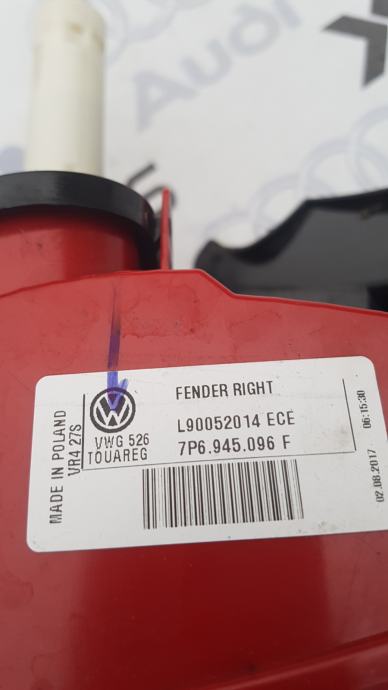 Audi
FENDER RIGHT
L90052014 ECE
7P6.945.096 F
VWG 526
TOUAREG
MADE IN POLAND
VR4 27S
06:15:30
02.08.2017